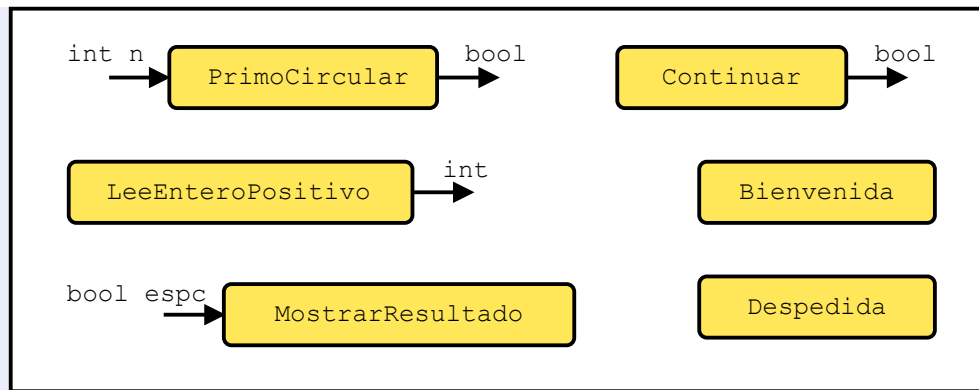 int n
PrimoCircular
bool
Continuar
bool
LeeEnteroPositivo
int
Bienvenida
bool espc
MostrarResultado
Despedida